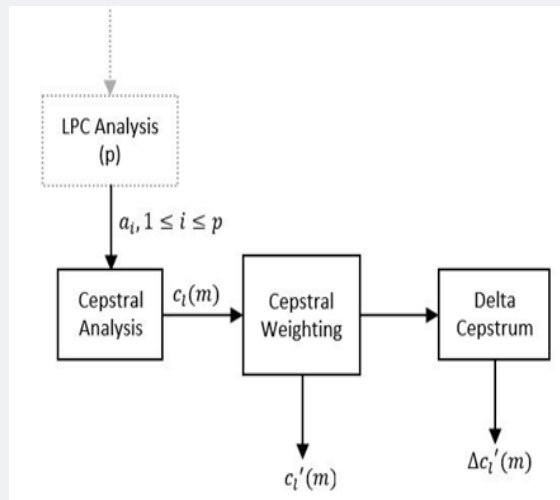 LPC Analysis
(p)
a_i, 1 ≤ i ≤ p
Cepstral
Analysis
c_l(m)
Cepstral
Weighting
Delta
Cepstrum
c_l'(m)
Δc_l'(m)